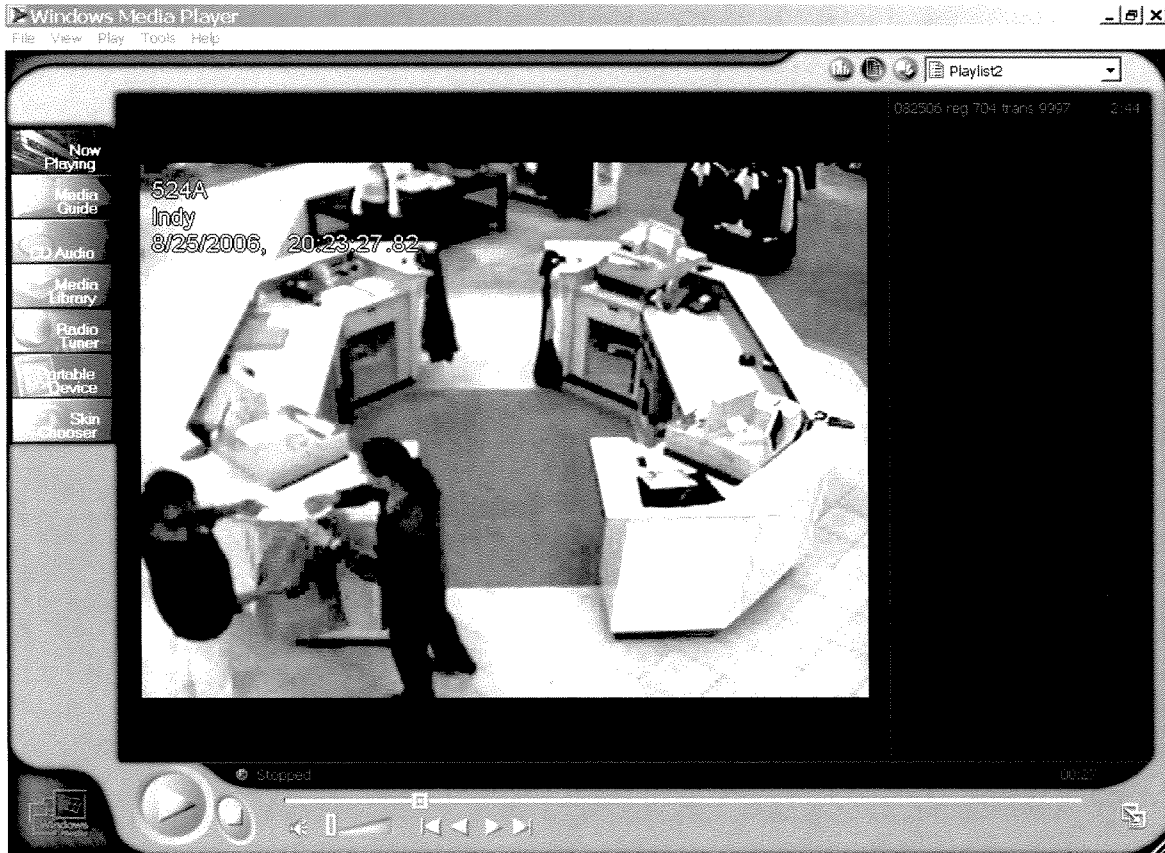 Windows Media Player
File View Play Tools Help
Playlist2
082506 reg 704 trans 9997 2:44
Now Playing
Media Guide
CD Audio
Media Library
Radio Tuner
Portable Device
Skin Chooser
524A
Indy
8/25/2006, 20:23:27.82
Stopped
00:27
Windows